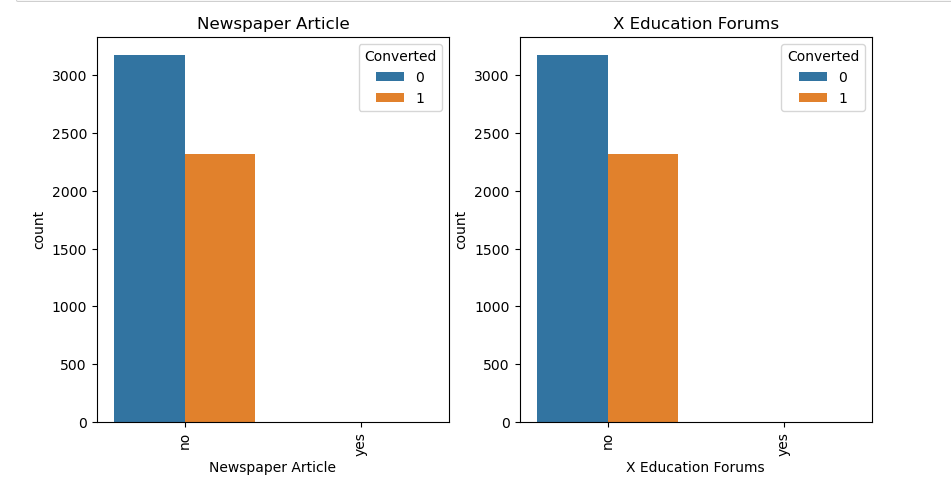 Newspaper Article
Converted
0
1
3000
2500
2000
1500
1000
500
0
count
no
yes
Newspaper Article
X Education Forums
Converted
0
1
3000
2500
2000
1500
1000
500
0
count
no
yes
X Education Forums